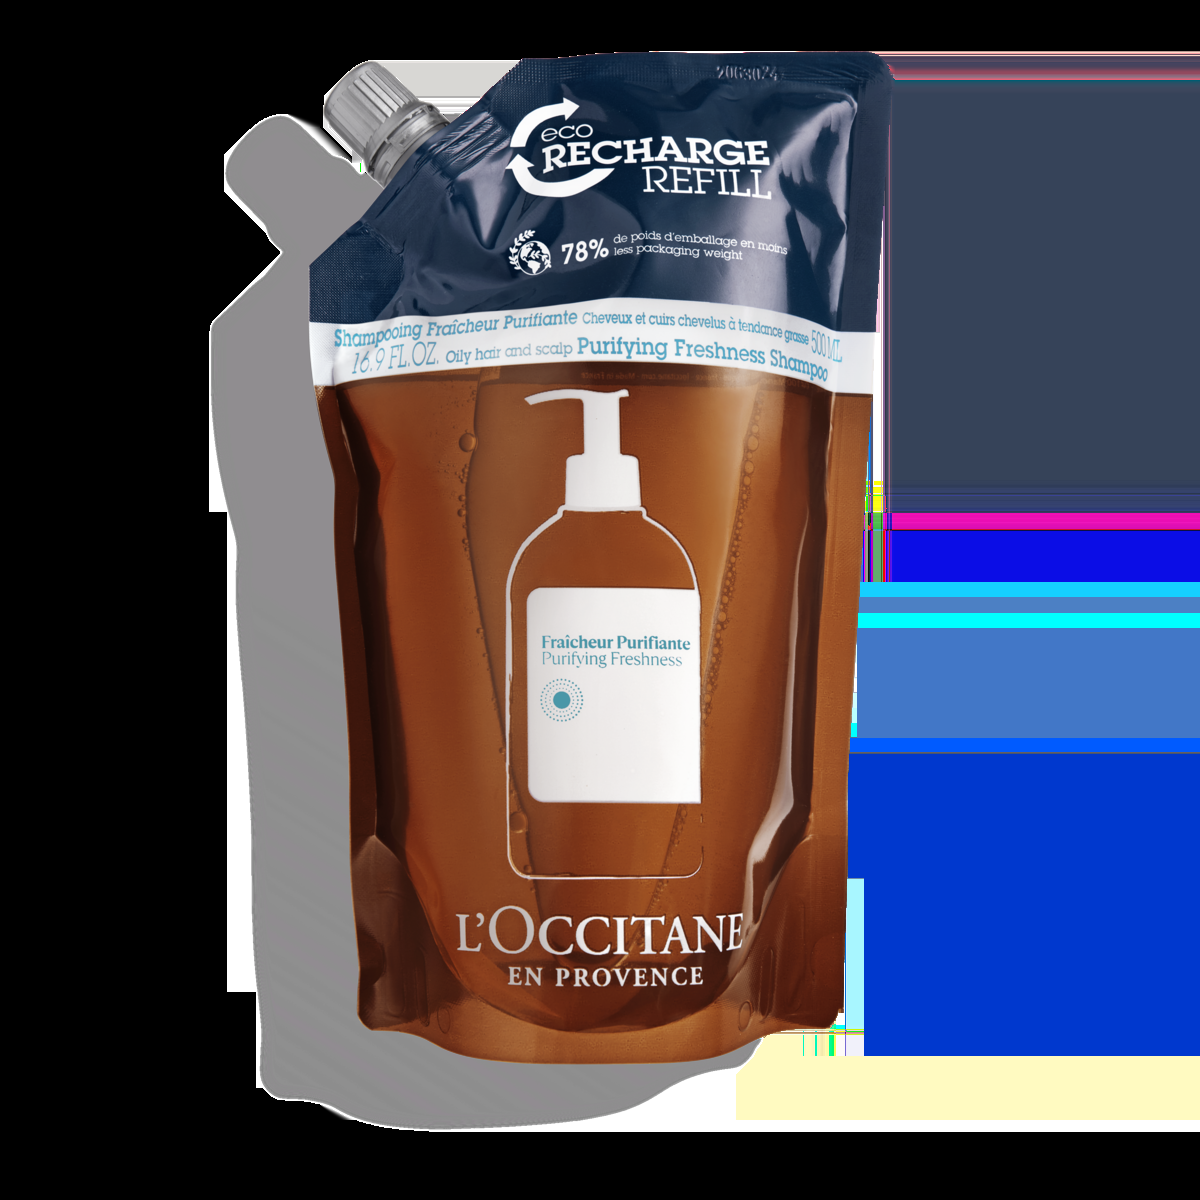 2063024
eco
RECHARGE
REFILL
78% de poids d'emballage en moins
less packaging weight
Shampooing Fraîcheur Purifiante Cheveux et cuirs chevelus à tendance grasse 500 ML
16.9 FL.OZ. Oily hair and scalp Purifying Freshness Shampoo
Fraîcheur Purifiante
Purifying Freshness
L'OCCITANE
EN PROVENCE